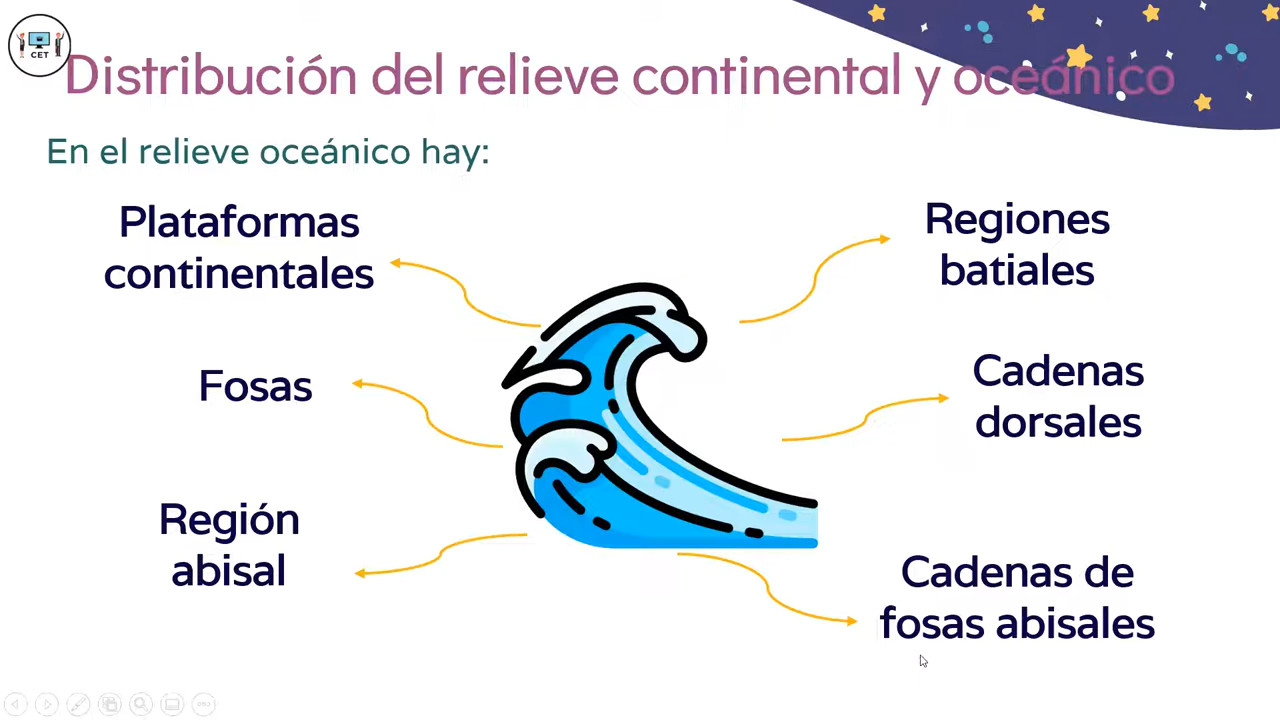 CET
Distribución del relieve continental y oceánico
En el relieve oceánico hay:
Plataformas
continentales
Regiones
batiales
Fosas
Cadenas
dorsales
Región
abisal
Cadenas de
fosas abisales